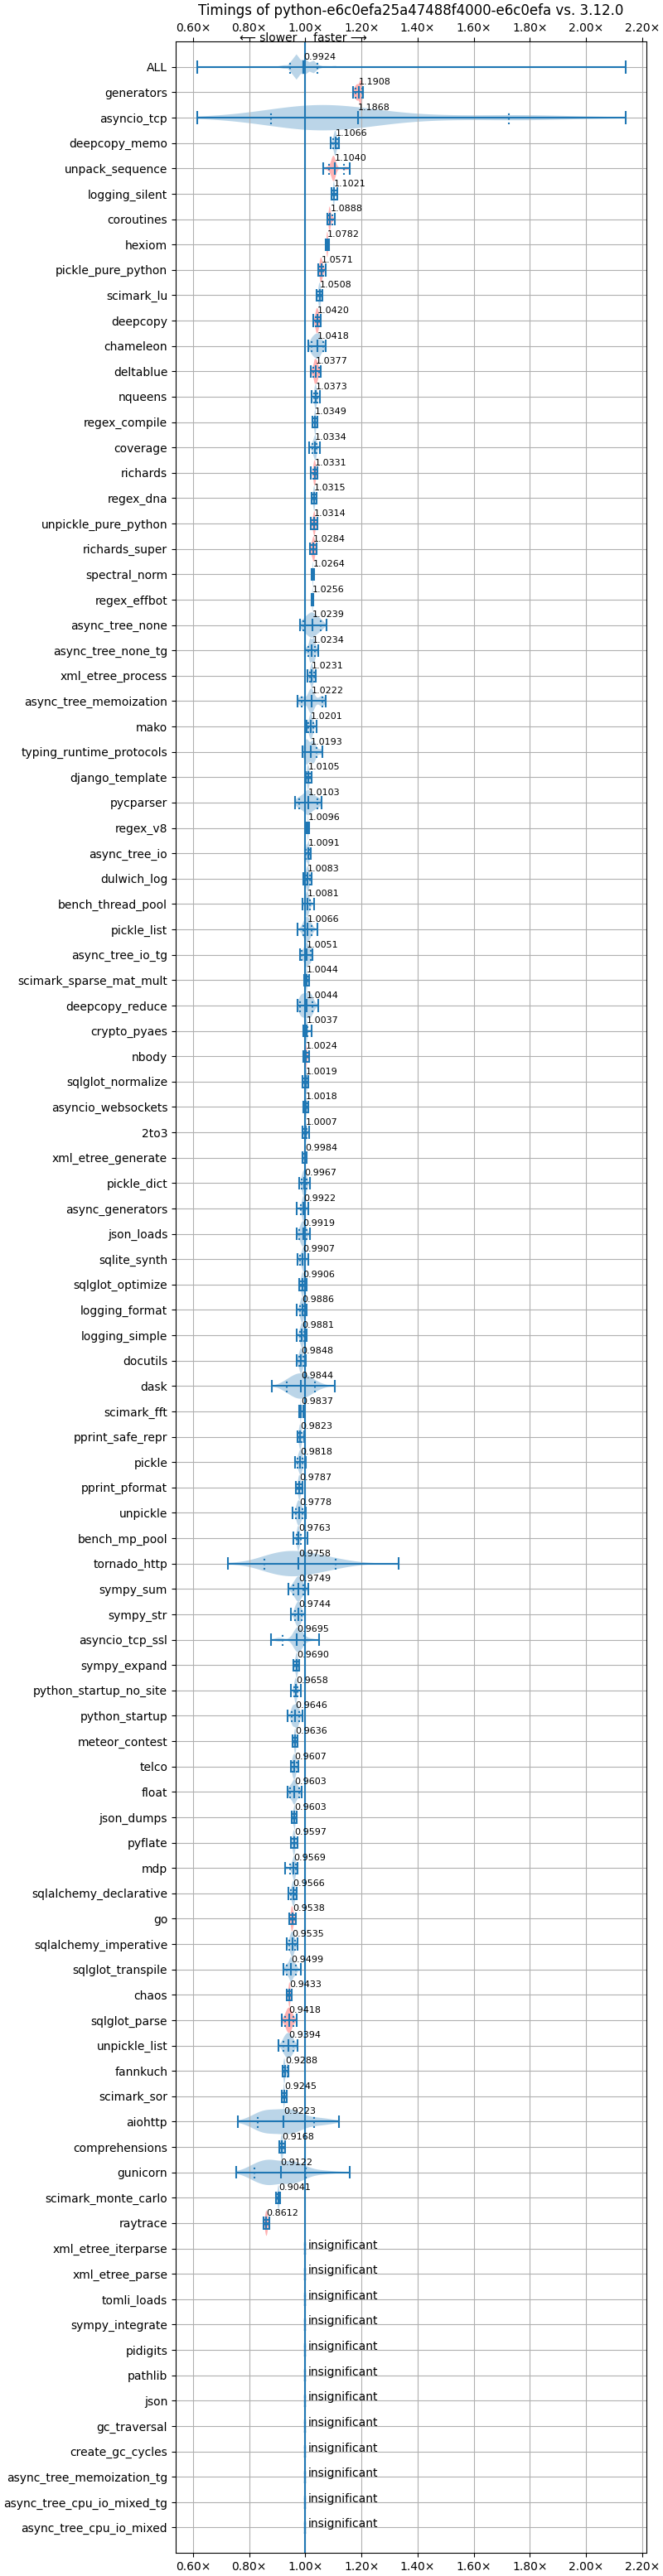 Timings of python-e6c0efa25a47488f4000-e6c0efa vs. 3.12.0
0.60× 0.80× 1.00× 1.20× 1.40× 1.60× 1.80× 2.00× 2.20×
⟵ slower faster ⟶
ALL 0.9924
generators 1.1908
asyncio_tcp 1.1868
deepcopy_memo 1.1066
unpack_sequence 1.1040
logging_silent 1.1021
coroutines 1.0888
hexiom 1.0782
pickle_pure_python 1.0571
scimark_lu 1.0508
deepcopy 1.0420
chameleon 1.0418
deltablue 1.0377
nqueens 1.0373
regex_compile 1.0349
coverage 1.0334
richards 1.0331
regex_dna 1.0315
unpickle_pure_python 1.0314
richards_super 1.0284
spectral_norm 1.0264
regex_effbot 1.0256
async_tree_none 1.0239
async_tree_none_tg 1.0234
xml_etree_process 1.0231
async_tree_memoization 1.0222
mako 1.0201
typing_runtime_protocols 1.0193
django_template 1.0105
pycparser 1.0103
regex_v8 1.0096
async_tree_io 1.0091
dulwich_log 1.0083
bench_thread_pool 1.0081
pickle_list 1.0066
async_tree_io_tg 1.0051
scimark_sparse_mat_mult 1.0044
deepcopy_reduce 1.0044
crypto_pyaes 1.0037
nbody 1.0024
sqlglot_normalize 1.0019
asyncio_websockets 1.0018
2to3 1.0007
xml_etree_generate 0.9984
pickle_dict 0.9967
async_generators 0.9922
json_loads 0.9919
sqlite_synth 0.9907
sqlglot_optimize 0.9906
logging_format 0.9886
logging_simple 0.9881
docutils 0.9848
dask 0.9844
scimark_fft 0.9837
pprint_safe_repr 0.9823
pickle 0.9818
pprint_pformat 0.9787
unpickle 0.9778
bench_mp_pool 0.9763
tornado_http 0.9758
sympy_sum 0.9749
sympy_str 0.9744
asyncio_tcp_ssl 0.9695
sympy_expand 0.9690
python_startup_no_site 0.9658
python_startup 0.9646
meteor_contest 0.9636
telco 0.9607
float 0.9603
json_dumps 0.9603
pyflate 0.9597
mdp 0.9569
sqlalchemy_declarative 0.9566
go 0.9538
sqlalchemy_imperative 0.9535
sqlglot_transpile 0.9499
chaos 0.9433
sqlglot_parse 0.9418
unpickle_list 0.9394
fannkuch 0.9288
scimark_sor 0.9245
aiohttp 0.9223
comprehensions 0.9168
gunicorn 0.9122
scimark_monte_carlo 0.9041
raytrace 0.8612
xml_etree_iterparse insignificant
xml_etree_parse insignificant
tomli_loads insignificant
sympy_integrate insignificant
pidigits insignificant
pathlib insignificant
json insignificant
gc_traversal insignificant
create_gc_cycles insignificant
async_tree_memoization_tg insignificant
async_tree_cpu_io_mixed_tg insignificant
async_tree_cpu_io_mixed insignificant
0.60× 0.80× 1.00× 1.20× 1.40× 1.60× 1.80× 2.00× 2.20×